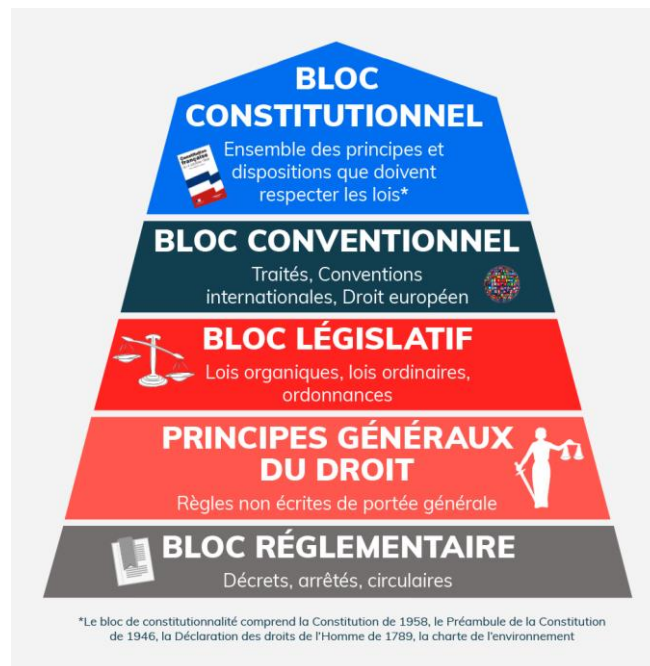 BLOC
CONSTITUTIONNEL
Ensemble des principes et
dispositions que doivent
respecter les lois*
Constitution
française
BLOC CONVENTIONNEL
Traités, Conventions
internationales, Droit européen
BLOC LÉGISLATIF
Lois organiques, lois ordinaires,
ordonnances
PRINCIPES GÉNÉRAUX
DU DROIT
Règles non écrites de portée générale
BLOC RÉGLEMENTAIRE
Décrets, arrêtés, circulaires
*Le bloc de constitutionnalité comprend la Constitution de 1958, le Préambule de la Constitution
de 1946, la Déclaration des droits de l'Homme de 1789, la charte de l'environnement